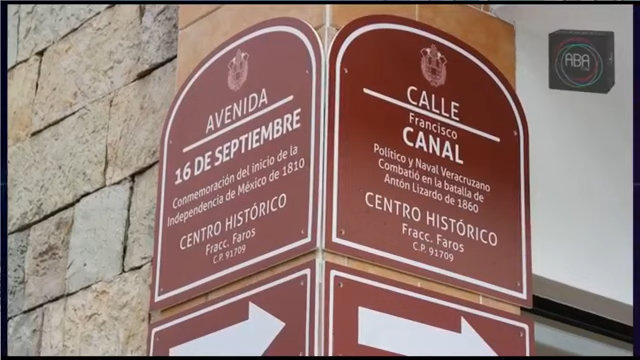 AVENIDA
16 DE SEPTIEMBRE
Conmemoración del inicio de la
Independencia de México de 1810
CENTRO HISTÓRICO
Fracc. Faros
C.P. 91709
CALLE
Francisco
CANAL
Político y Naval Veracruzano
Combatió en la batalla de
Antón Lizardo de 1860
CENTRO HISTÓRICO
Fracc. Faros
C.P. 91709
ABA